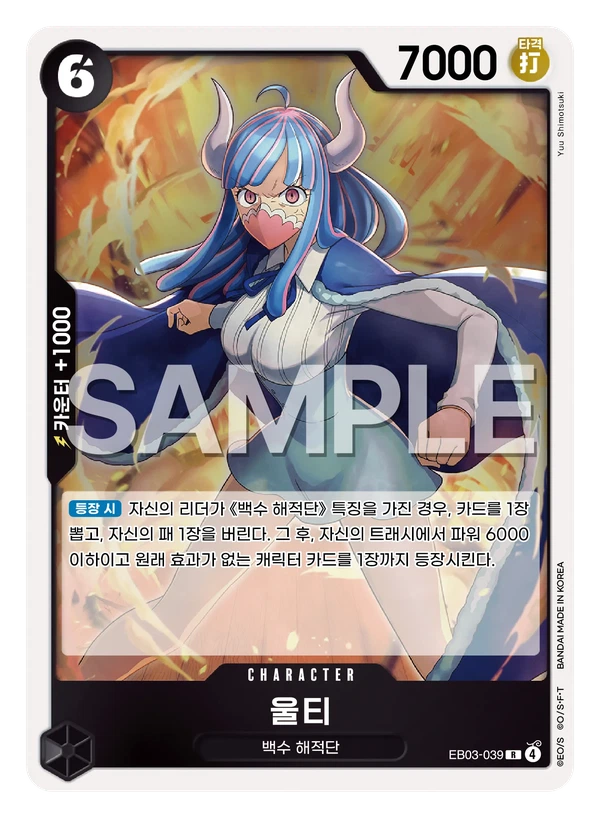 6
7000
타격
打
Yuu Shimotsuki
카운터 +1000
SAMPLE
등장 시 자신의 리더가 《백수 해적단》 특징을 가진 경우, 카드를 1장
뽑고, 자신의 패 1장을 버린다. 그 후, 자신의 트래시에서 파워 6000
이하이고 원래 효과가 없는 캐릭터 카드를 1장까지 등장시킨다.
CHARACTER
울티
백수 해적단
EB03-039 R 4
©EO/S ©O/S·F·T BANDAI MADE IN KOREA